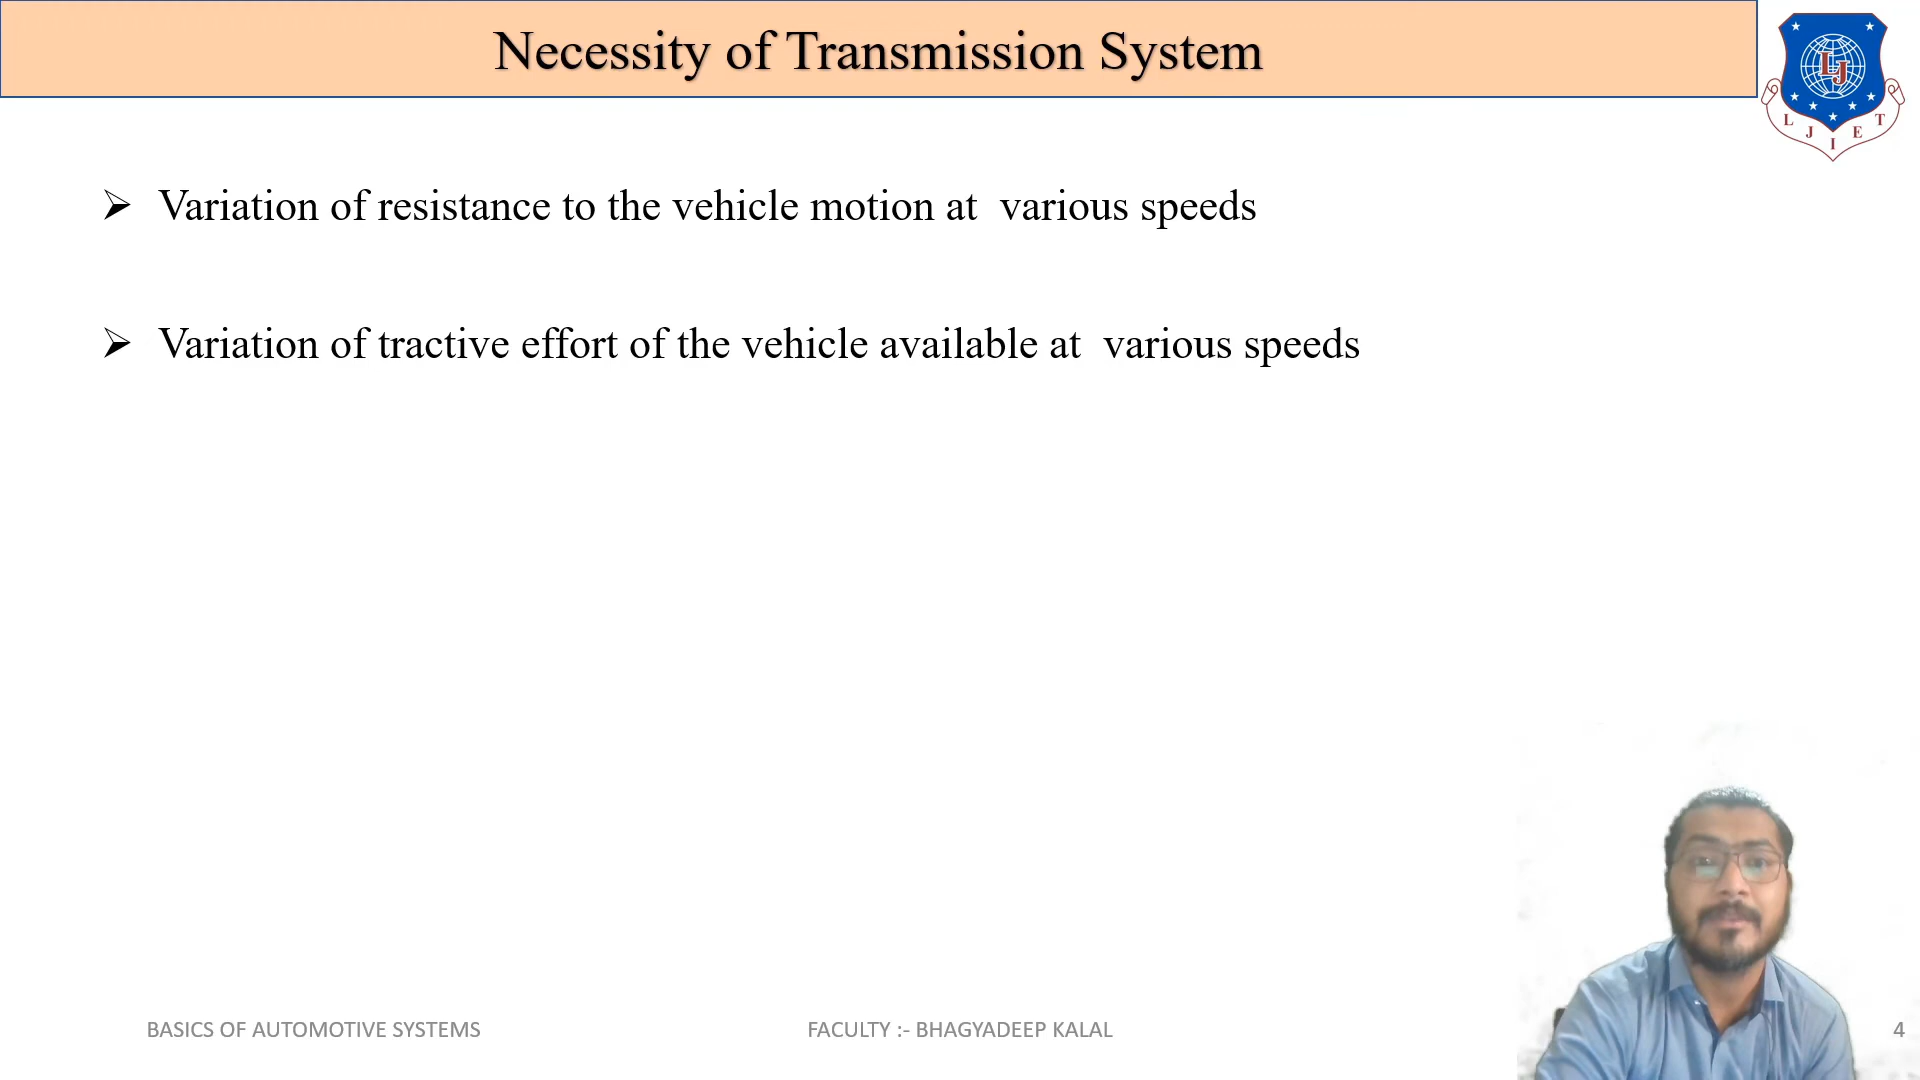 Necessity of Transmission System
LJ
L J I E T
➢ Variation of resistance to the vehicle motion at  various speeds
➢ Variation of tractive effort of the vehicle available at  various speeds
BASICS OF AUTOMOTIVE SYSTEMS
FACULTY :- BHAGYADEEP KALAL
4